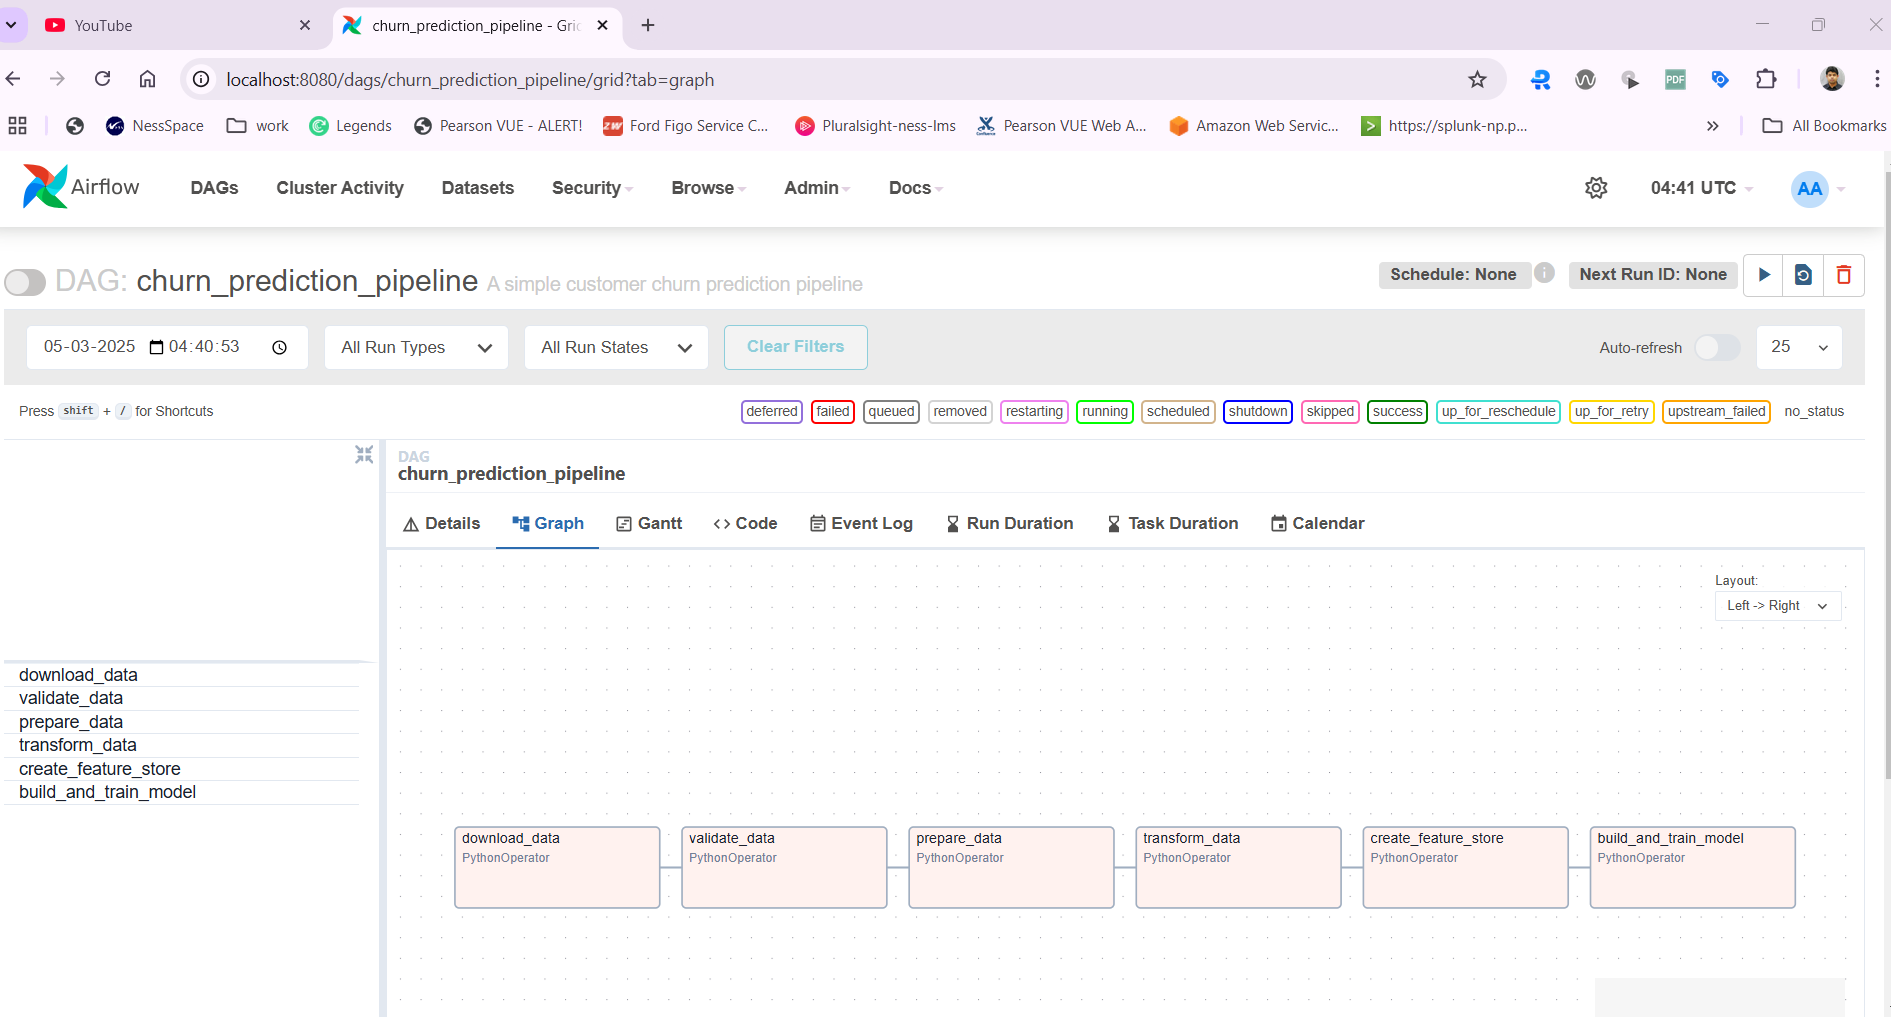 YouTube
churn_prediction_pipeline - Gri
localhost:8080/dags/churn_prediction_pipeline/grid?tab=graph
NessSpace work Legends Pearson VUE - ALERT! ZW Ford Figo Service C... Pluralsight-ness-lms Confluence Pearson VUE Web A... Amazon Web Servic... https://splunk-np.p... All Bookmarks
PDF
Airflow DAGs Cluster Activity Datasets Security Browse Admin Docs 04:41 UTC AA
DAG: churn_prediction_pipeline A simple customer churn prediction pipeline Schedule: None Next Run ID: None
05-03-2025 04:40:53 All Run Types All Run States Clear Filters Auto-refresh 25
Press shift + / for Shortcuts deferred failed queued removed restarting running scheduled shutdown skipped success up_for_reschedule up_for_retry upstream_failed no_status
DAG
churn_prediction_pipeline
Details Graph Gantt Code Event Log Run Duration Task Duration Calendar
Layout:
Left -> Right
download_data
validate_data
prepare_data
transform_data
create_feature_store
build_and_train_model
download_data
PythonOperator
validate_data
PythonOperator
prepare_data
PythonOperator
transform_data
PythonOperator
create_feature_store
PythonOperator
build_and_train_model
PythonOperator